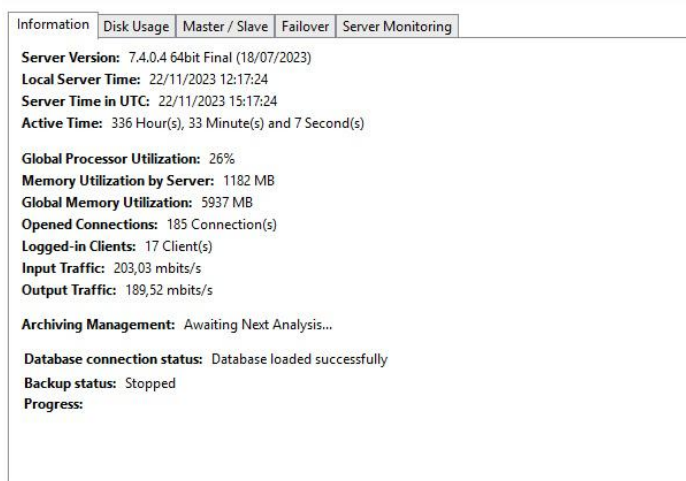 Information Disk Usage Master / Slave Failover Server Monitoring
Server Version: 7.4.0.4 64bit Final (18/07/2023)
Local Server Time: 22/11/2023 12:17:24
Server Time in UTC: 22/11/2023 15:17:24
Active Time: 336 Hour(s), 33 Minute(s) and 7 Second(s)
Global Processor Utilization: 26%
Memory Utilization by Server: 1182 MB
Global Memory Utilization: 5937 MB
Opened Connections: 185 Connection(s)
Logged-in Clients: 17 Client(s)
Input Traffic: 203,03 mbits/s
Output Traffic: 189,52 mbits/s
Archiving Management: Awaiting Next Analysis...
Database connection status: Database loaded successfully
Backup status: Stopped
Progress: